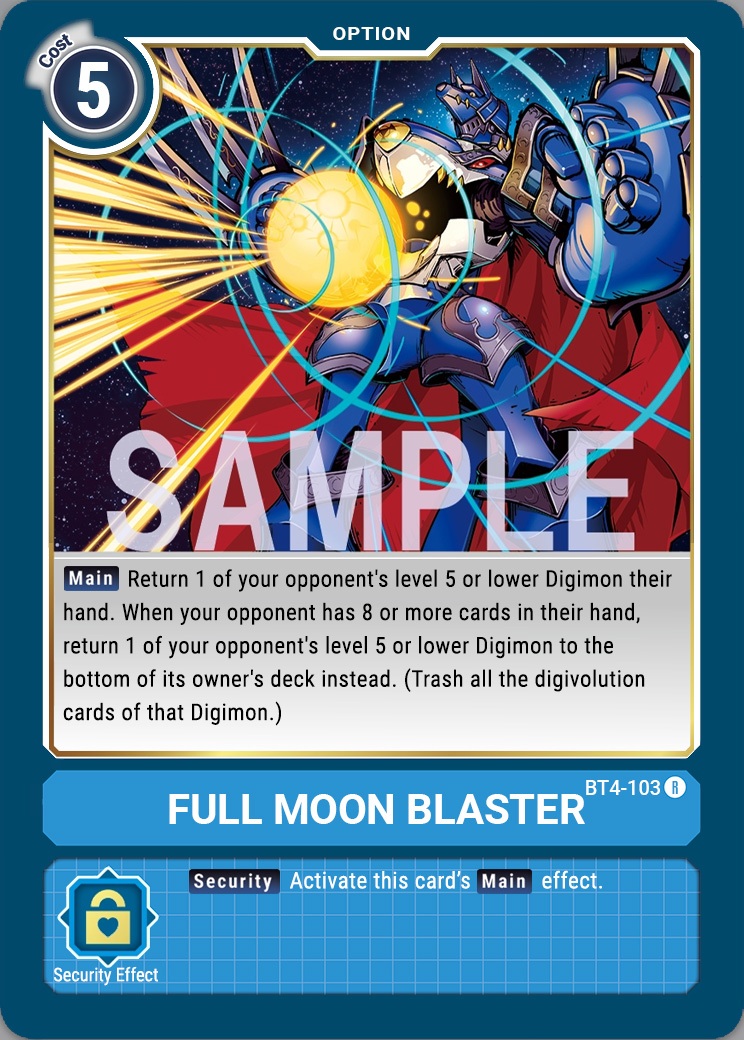 OPTION
Cost
5
SAMPLE
Main Return 1 of your opponent's level 5 or lower Digimon their
hand. When your opponent has 8 or more cards in their hand,
return 1 of your opponent's level 5 or lower Digimon to the
bottom of its owner's deck instead. (Trash all the digivolution
cards of that Digimon.)
BT4-103 R
FULL MOON BLASTER
Security Activate this card's Main effect.
Security Effect